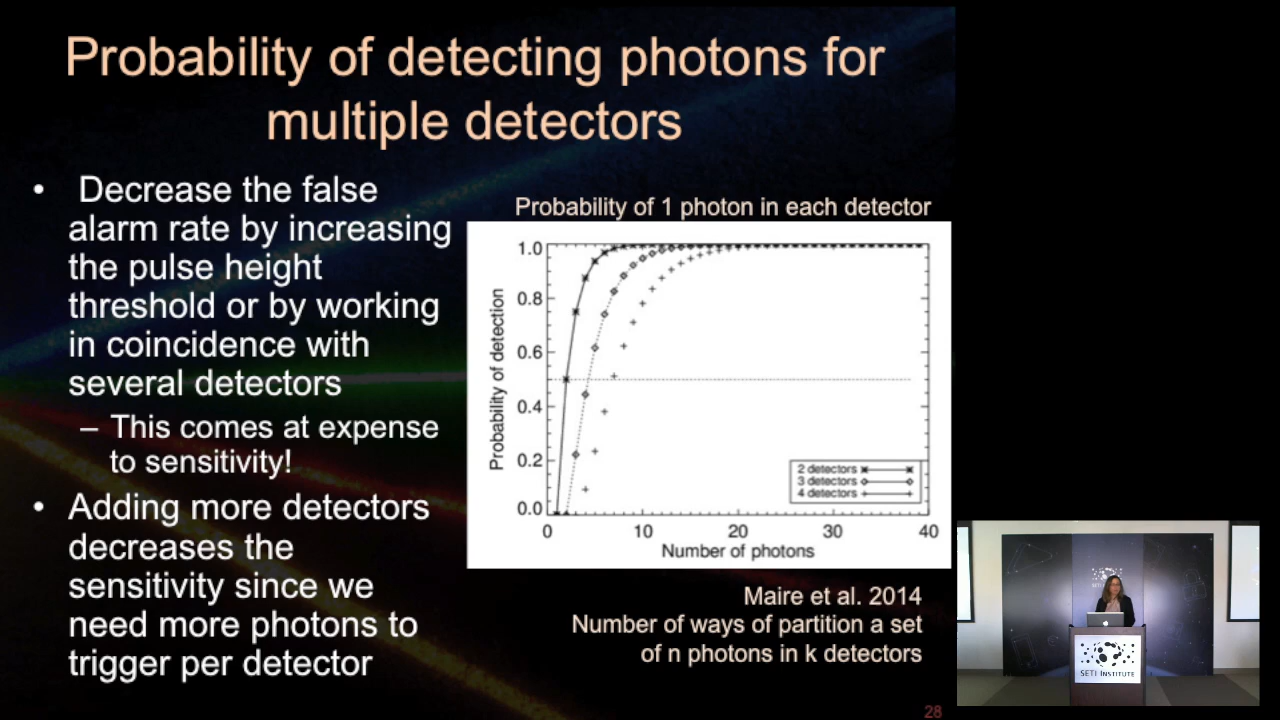 Probability of detecting photons for
multiple detectors
• Decrease the false
alarm rate by increasing
the pulse height
threshold or by working
in coincidence with
several detectors
– This comes at expense
to sensitivity!
• Adding more detectors
decreases the
sensitivity since we
need more photons to
trigger per detector
Probability of 1 photon in each detector
Probability of detection
1.0
0.8
0.6
0.4
0.2
0.0
2 detectors
3 detectors
4 detectors
0 10 20 30 40
Number of photons
Maire et al. 2014
Number of ways of partition a set
of n photons in k detectors
28
SETI INSTITUTE